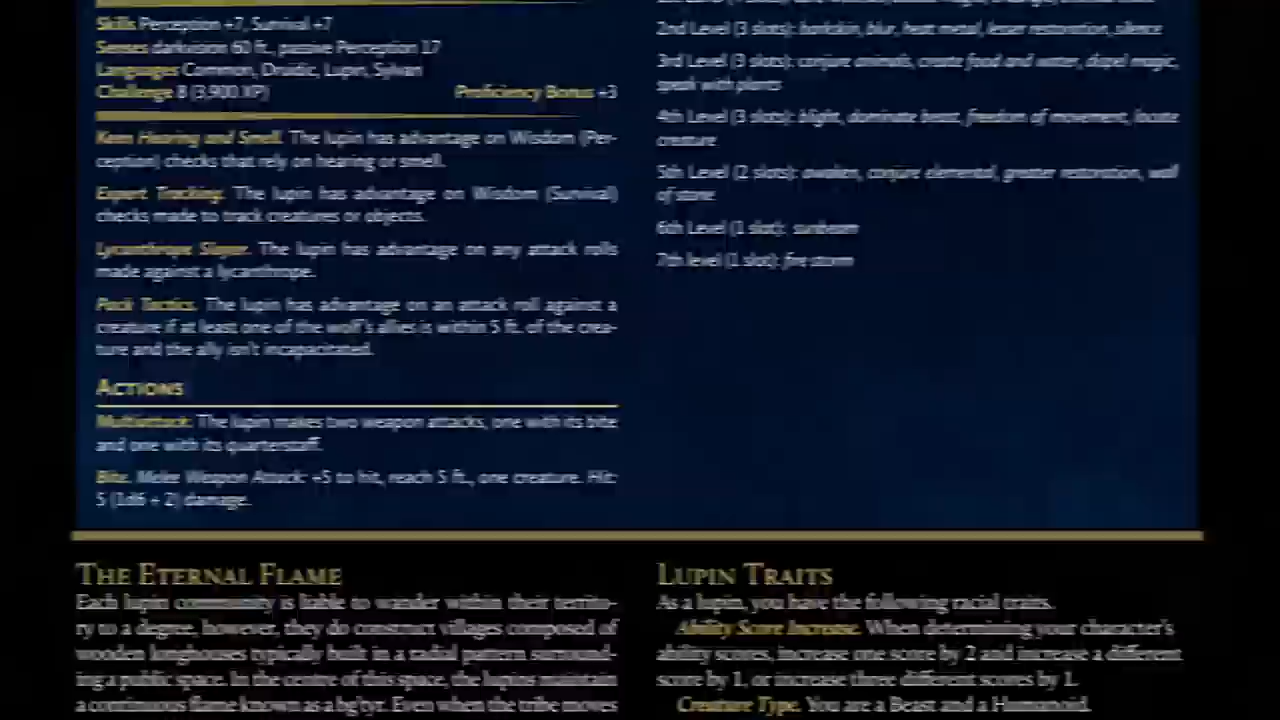 Skills Perception +7, Survival +7
Senses darkvision 60 ft., passive Perception 17
Languages Common, Druidic, Lupin, Sylvan
Challenge 8 (3,900 XP) Proficiency Bonus +3
Keen Hearing and Smell. The lupin has advantage on Wisdom (Per-
ception) checks that rely on hearing or smell.
Expert Tracking. The lupin has advantage on Wisdom (Survival)
checks made to track creatures or objects.
Lycanthrope Slayer. The lupin has advantage on any attack rolls
made against a lycanthrope.
Pack Tactics. The lupin has advantage on an attack roll against a
creature if at least one of the wolf's allies is within 5 ft. of the crea-
ture and the ally isn't incapacitated.
ACTIONS
Multiattack. The lupin makes two weapon attacks, one with its bite
and one with its quarterstaff.
Bite. Melee Weapon Attack: +5 to hit, reach 5 ft., one creature. Hit:
5 (1d6 + 2) damage.
2nd Level (3 slots): barkskin, blur, heat metal, lesser restoration, silence
3rd Level (3 slots): conjure animals, create food and water, dispel magic,
speak with plants
4th Level (3 slots): blight, dominate beast, freedom of movement, locate
creature
5th Level (2 slots): awaken, conjure elemental, greater restoration, wall
of stone
6th Level (1 slot): sunbeam
7th level (1 slot): fire storm
THE ETERNAL FLAME
Each lupin community is liable to wander within their territo-
ry to a degree, however, they do construct villages composed of
wooden longhouses typically built in a radial pattern surround-
ing a public space. In the centre of this space, the lupins maintain
a continuous flame known as a Even when the tribe moves
LUPIN TRAITS
As a lupin, you have the following racial traits.
Ability Score Increase. When determining your character's
ability scores, increase one score by 2 and increase a different
score by 1, or increase three different scores by 1.
Creature Type. You are a Beast and a Humanoid.